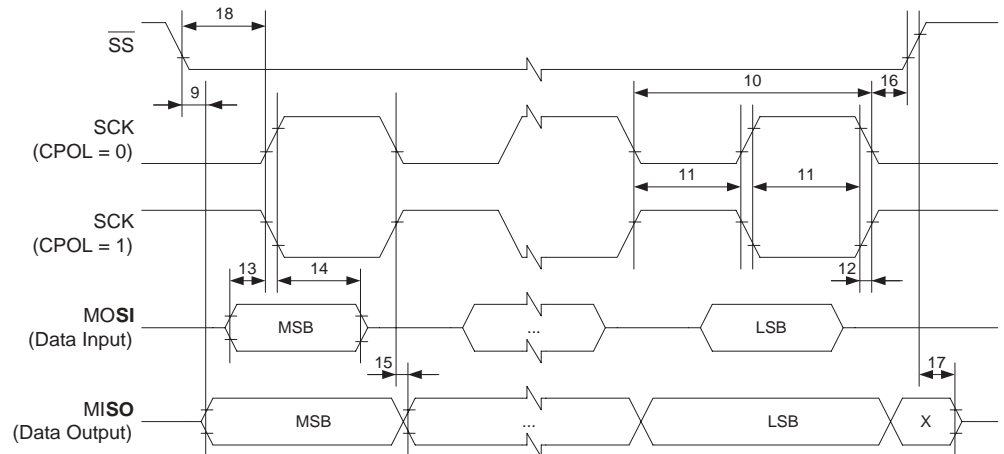 18
SS
9
10
16
SCK
(CPOL = 0)
11
11
SCK
(CPOL = 1)
13
14
12
MOSI
(Data Input)
MSB
...
LSB
15
17
MISO
(Data Output)
MSB
...
LSB
X